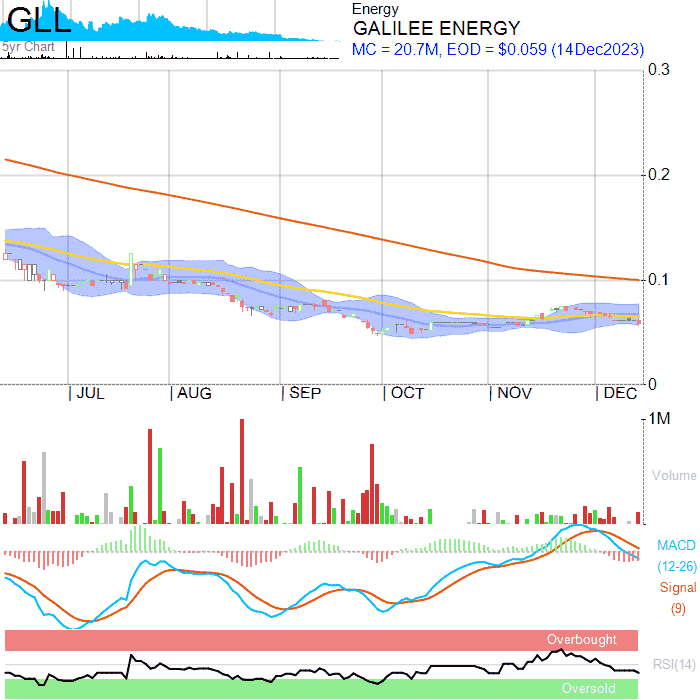 GLL
5yr Chart
Energy
GALILEE ENERGY
MC = 20.7M, EOD = $0.059 (14Dec2023)
0.3
0.2
0.1
0
JUL AUG SEP OCT NOV DEC
1M
Volume
MACD
(12-26)
Signal
(9)
Overbought
RSI(14)
Oversold